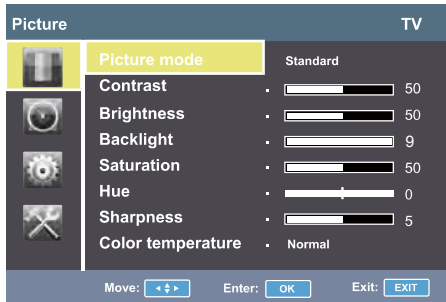 Picture TV
Picture mode Standard
Contrast 50
Brightness 50
Backlight 9
Saturation 50
Hue 0
Sharpness 5
Color temperature Normal
Move: Enter: OK Exit: EXIT